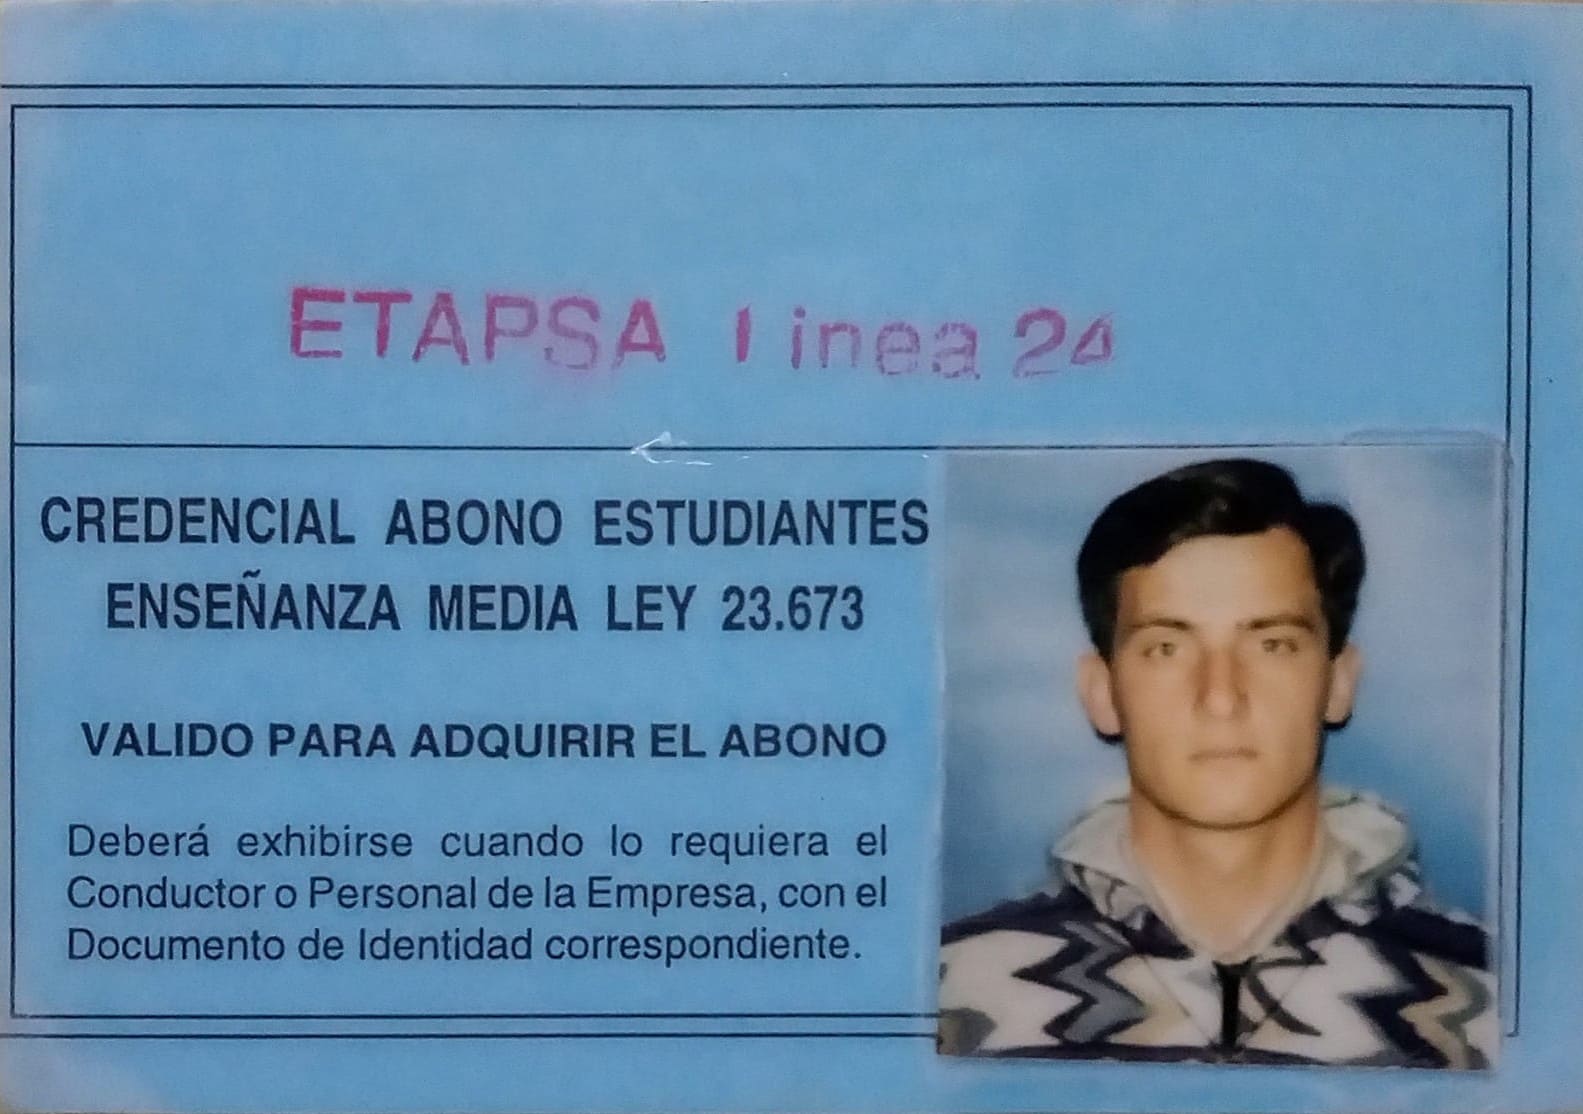 ETAPSA linea 24
CREDENCIAL ABONO ESTUDIANTES
ENSEÑANZA MEDIA LEY 23.673
VALIDO PARA ADQUIRIR EL ABONO
Deberá exhibirse cuando lo requiera el
Conductor o Personal de la Empresa, con el
Documento de Identidad correspondiente.